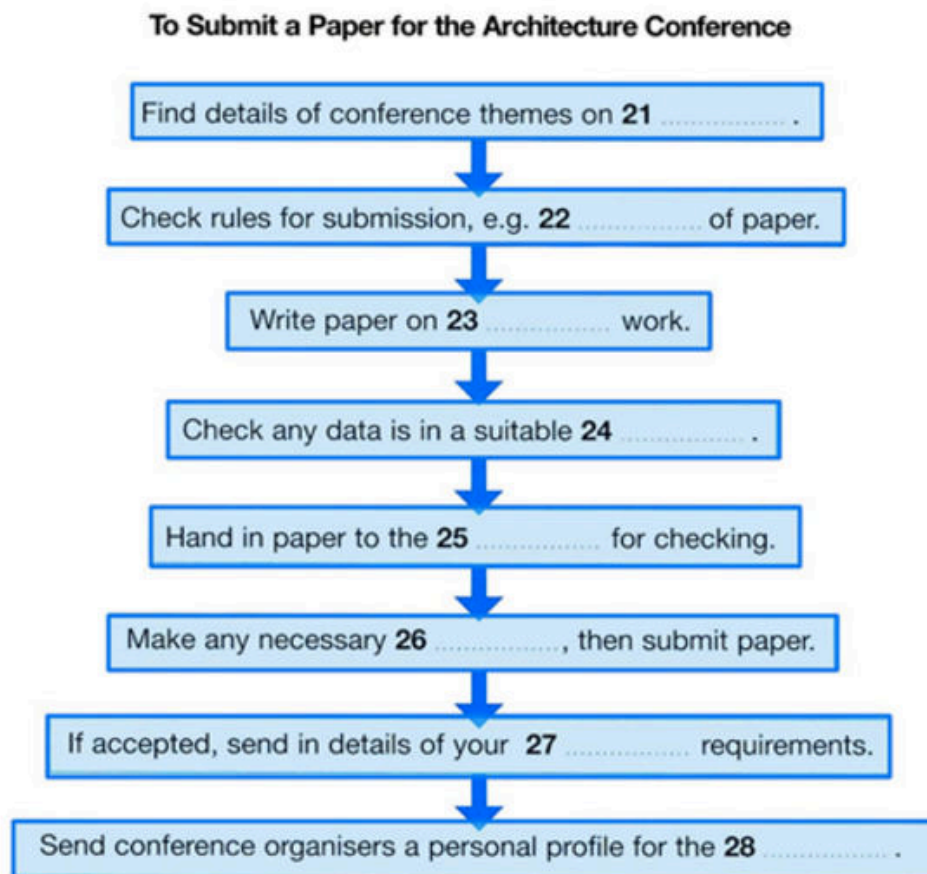 To Submit a Paper for the Architecture Conference
Find details of conference themes on 21 ................ .
Check rules for submission, e.g. 22 ................ of paper.
Write paper on 23 ................ work.
Check any data is in a suitable 24 ................ .
Hand in paper to the 25 ................ for checking.
Make any necessary 26 ................, then submit paper.
If accepted, send in details of your 27 ................ requirements.
Send conference organisers a personal profile for the 28 ................ .